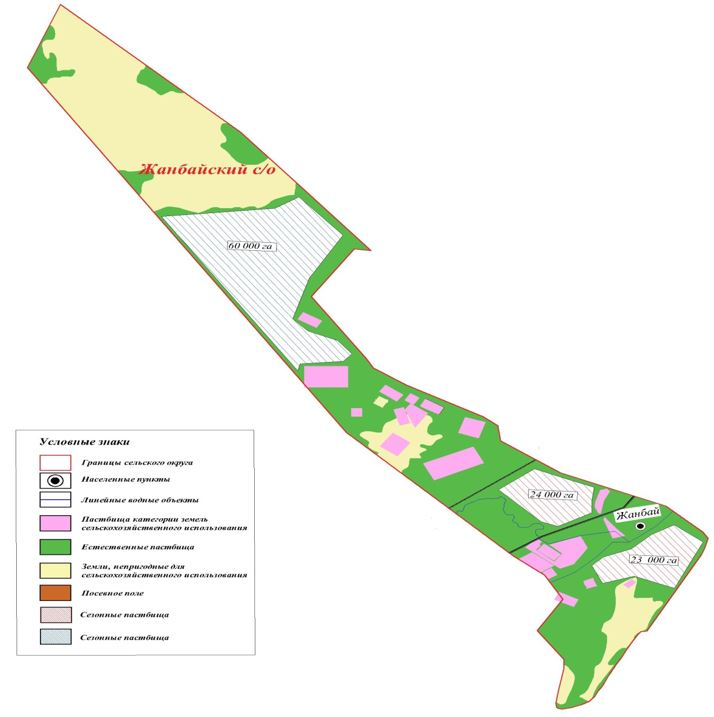 Жанбайский с/о
60 000 га
24 000 га
Жанбай
23 000 га
Условные знаки
Границы сельского округа
Населенные пункты
Линейные водные объекты
Пастбища категории земель
сельскохозяйственного использования
Естественные пастбища
Земли, непригодные для
сельскохозяйственного использования
Посевное поле
Сезонные пастбища
Сезонные пастбища